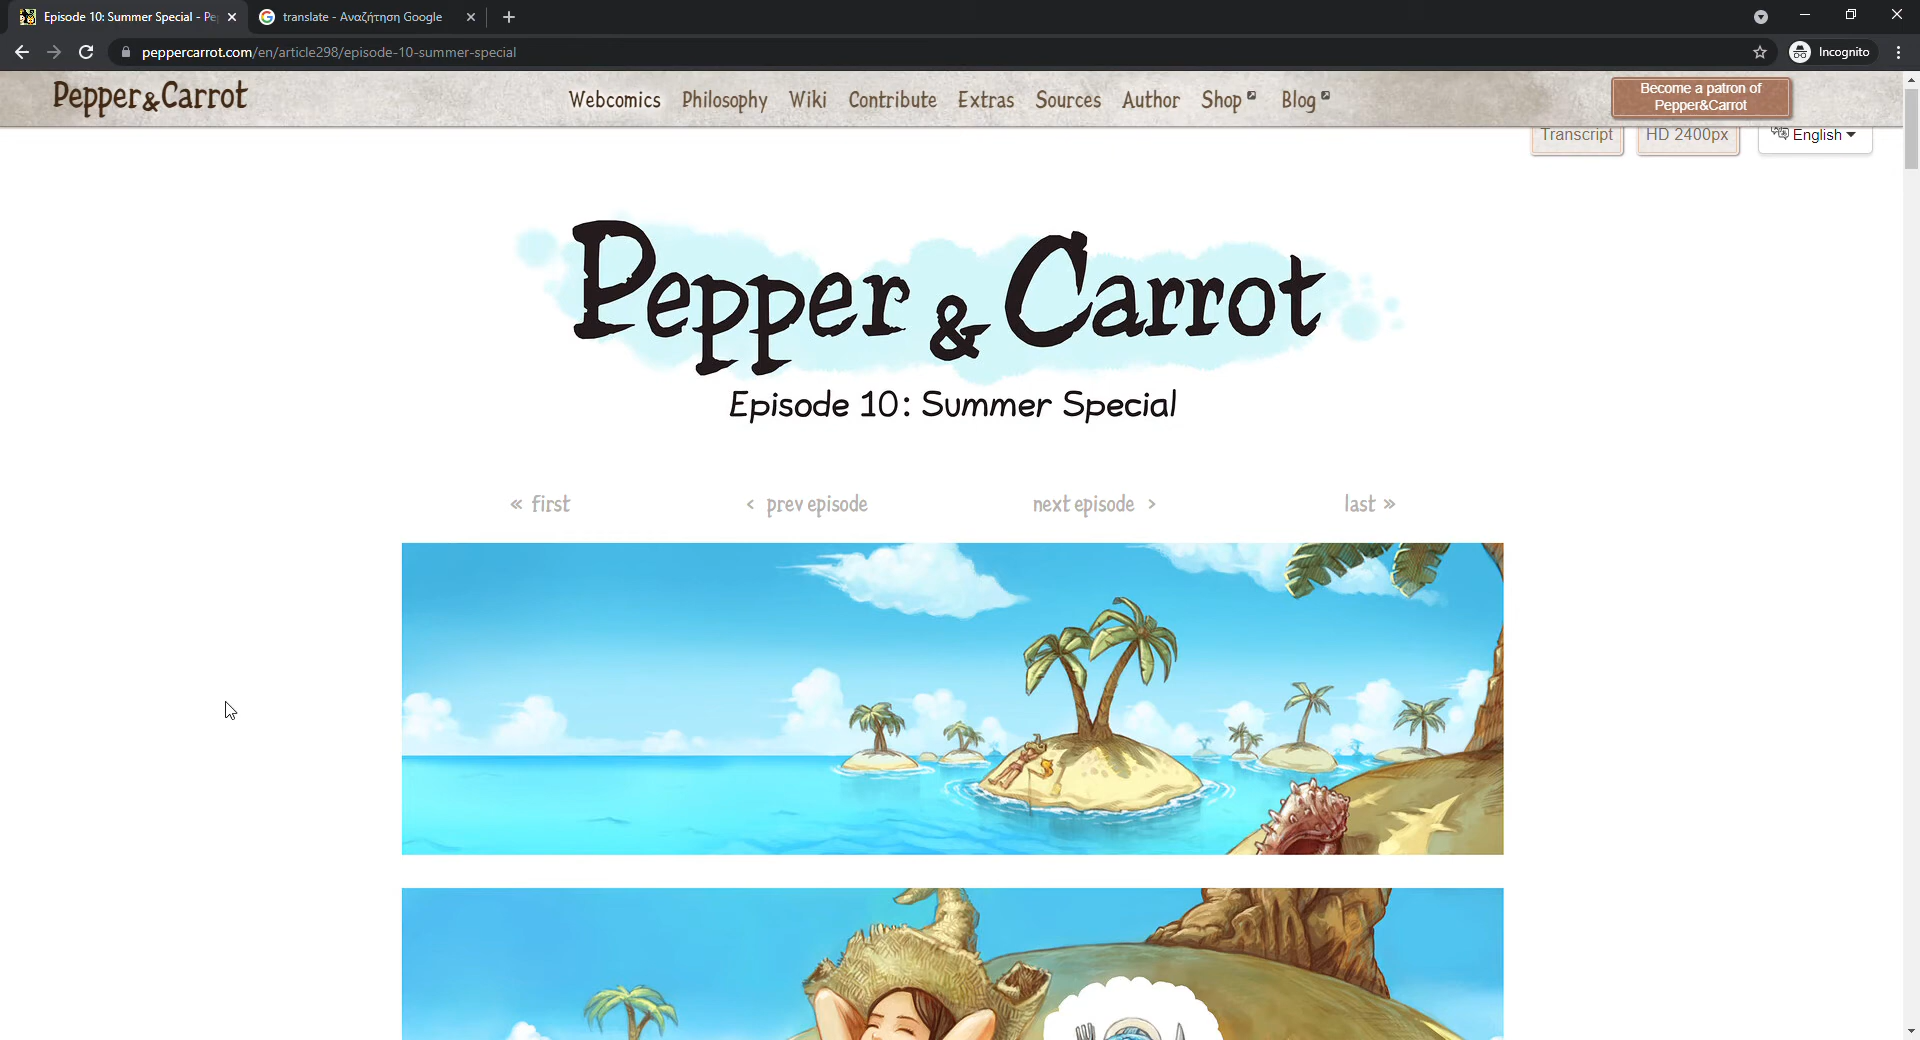 Episode 10: Summer Special - Pe
translate - Αναζήτηση Google
peppercarrot.com/en/article298/episode-10-summer-special
Incognito
Pepper&Carrot
Webcomics
Philosophy
Wiki
Contribute
Extras
Sources
Author
Shop
Blog
Become a patron of
Pepper&Carrot
Transcript
HD 2400px
English
Pepper & Carrot
Episode 10: Summer Special
« first
< prev episode
next episode >
last »